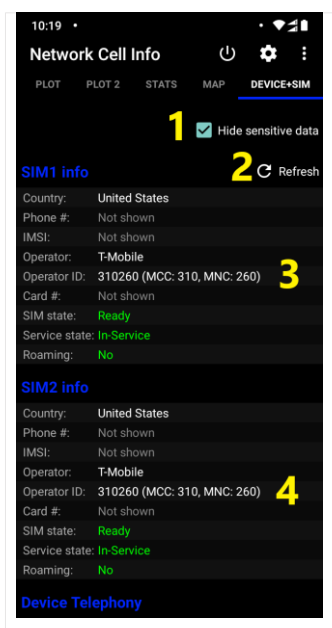 10:19
Network Cell Info
PLOT PLOT 2 STATS MAP DEVICE+SIM
1 Hide sensitive data
SIM1 info 2 Refresh
Country: United States
Phone #: Not shown
IMSI: Not shown
Operator: T-Mobile
Operator ID: 310260 (MCC: 310, MNC: 260) 3
Card #: Not shown
SIM state: Ready
Service state: In-Service
Roaming: No
SIM2 info
Country: United States
Phone #: Not shown
IMSI: Not shown
Operator: T-Mobile
Operator ID: 310260 (MCC: 310, MNC: 260) 4
Card #: Not shown
SIM state: Ready
Service state: In-Service
Roaming: No
Device Telephony